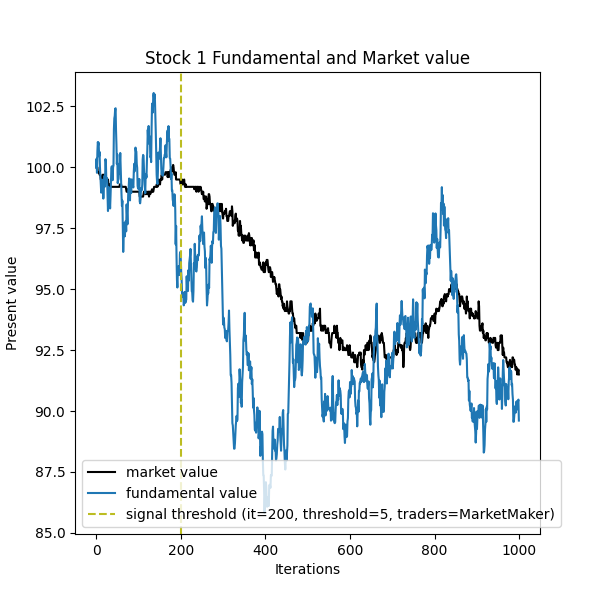 Stock 1 Fundamental and Market value
Present value
102.5
100.0
97.5
95.0
92.5
90.0
87.5
85.0
market value
fundamental value
signal threshold (it=200, threshold=5, traders=MarketMaker)
0 200 400 600 800 1000
Iterations